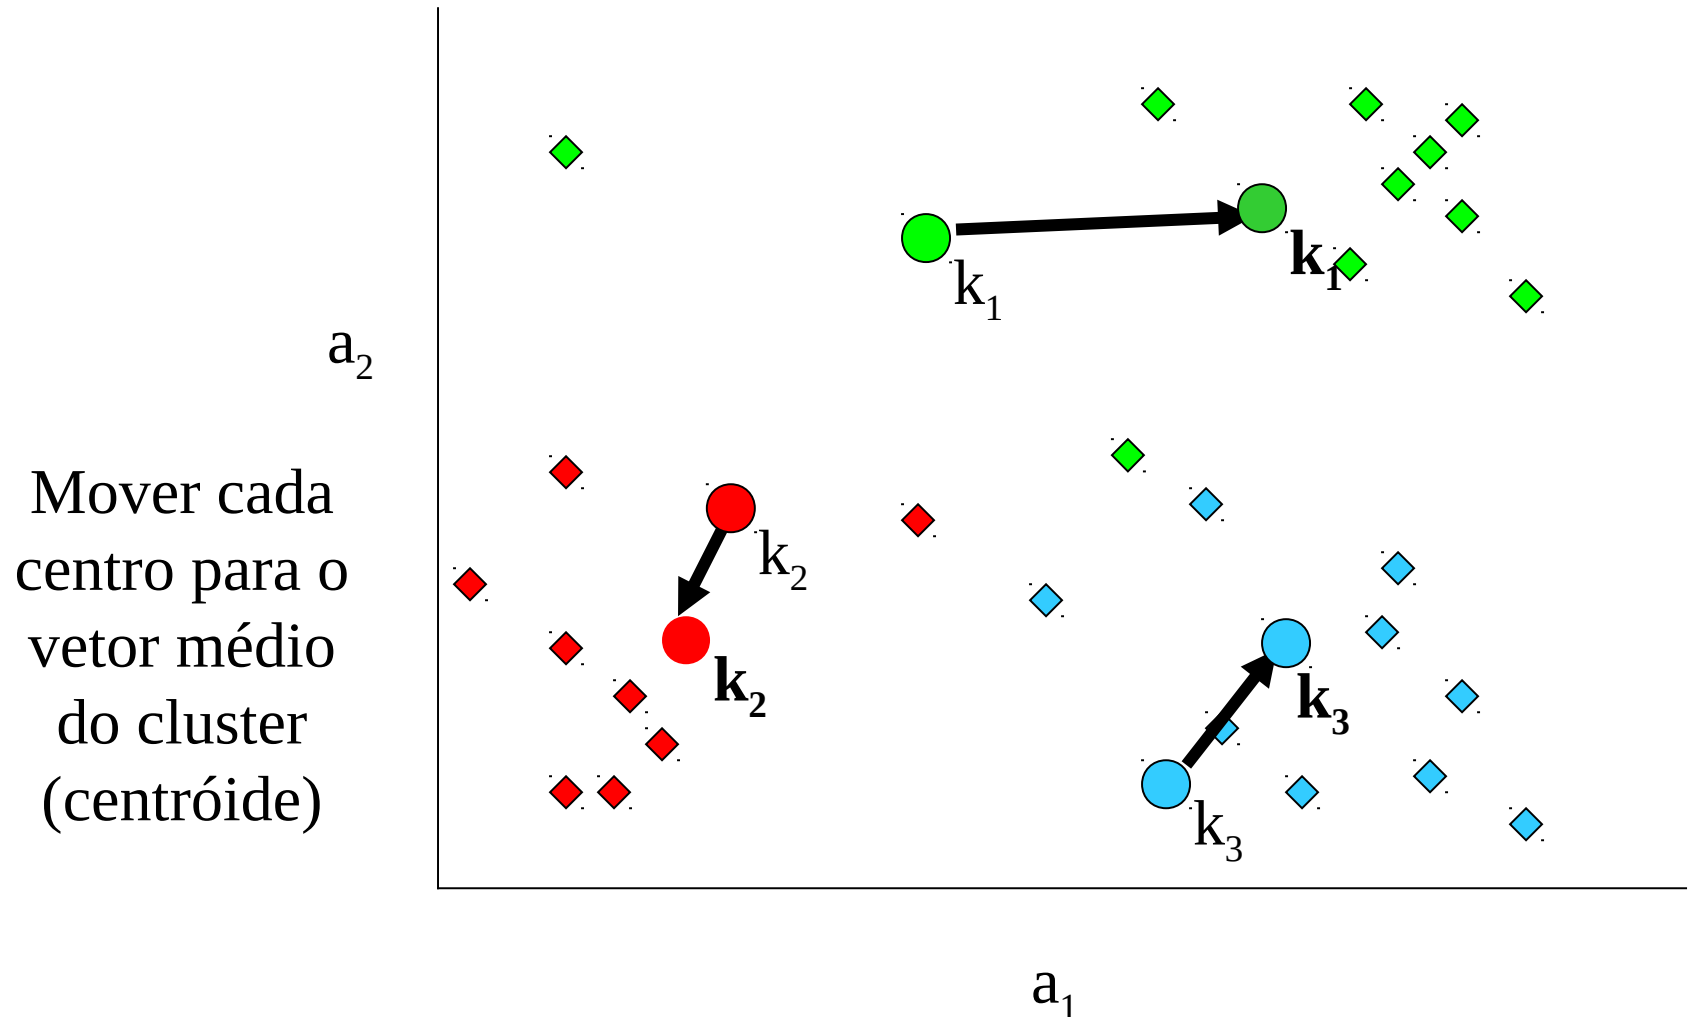 k₁
k₁
a₂
Mover cada
centro para o
vetor médio
do cluster
(centróide)
k₂
k₂
k₃
k₃
a₁